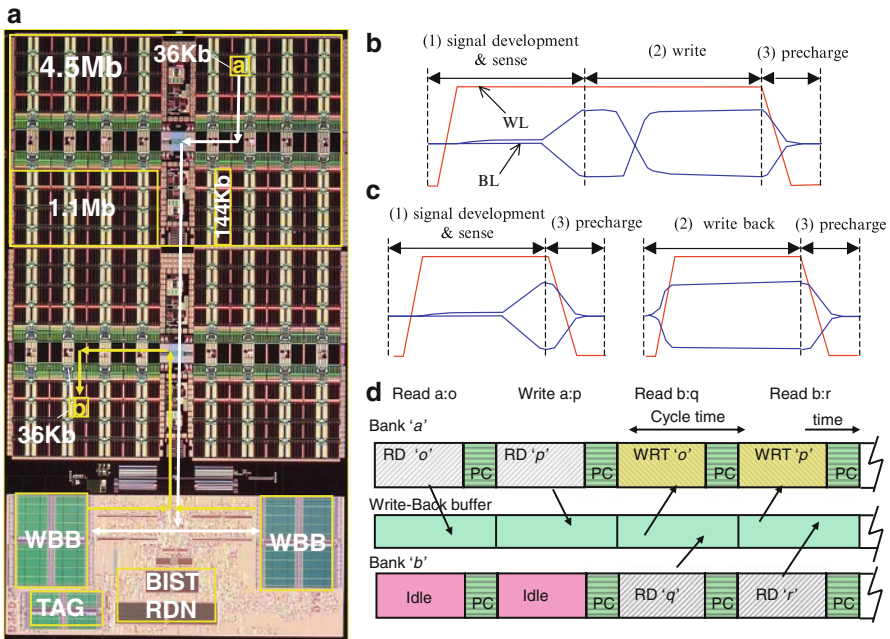 a
36Kb
a
4.5Mb
1.1Mb
144Kb
b
36Kb
WBB
WBB
BIST
TAG
RDN
b
(1) signal development
& sense
(2) write
(3) precharge
WL
BL
c
(1) signal development
& sense
(3) precharge
(2) write back
(3) precharge
d
Read a:o
Write a:p
Read b:q
Read b:r
Bank ‘a’
Cycle time
time
RD ‘o’
PC
RD ‘p’
PC
WRT ‘o’
PC
WRT ‘p’
PC
Write-Back buffer
Bank ‘b’
Idle
PC
Idle
PC
RD ‘q’
PC
RD ‘r’
PC